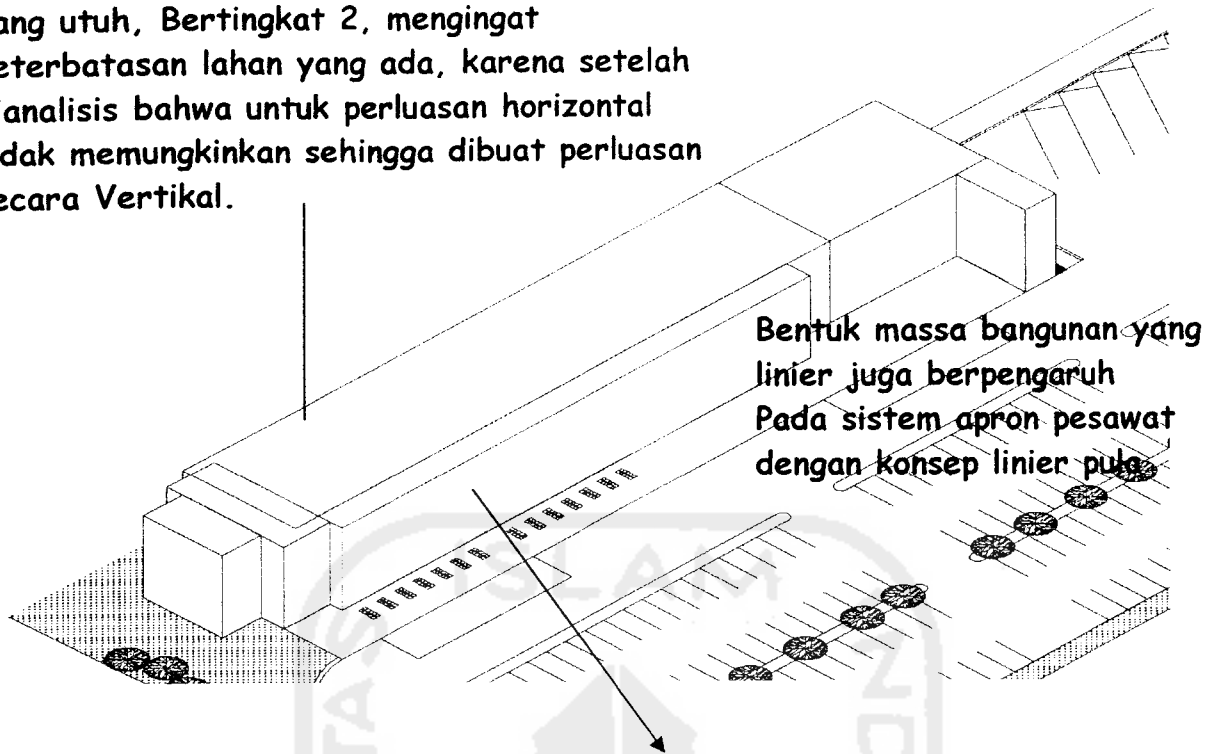 ang utuh, Bertingkat 2, mengingat
eterbatasan lahan yang ada, karena setelah
analisis bahwa untuk perluasan horizontal
dak memungkinkan sehingga dibuat perluasan
ecara Vertikal.
Bentuk massa bangunan yang
linier juga berpengaruh
Pada sistem apron pesawat
dengan konsep linier pula
ISLAM